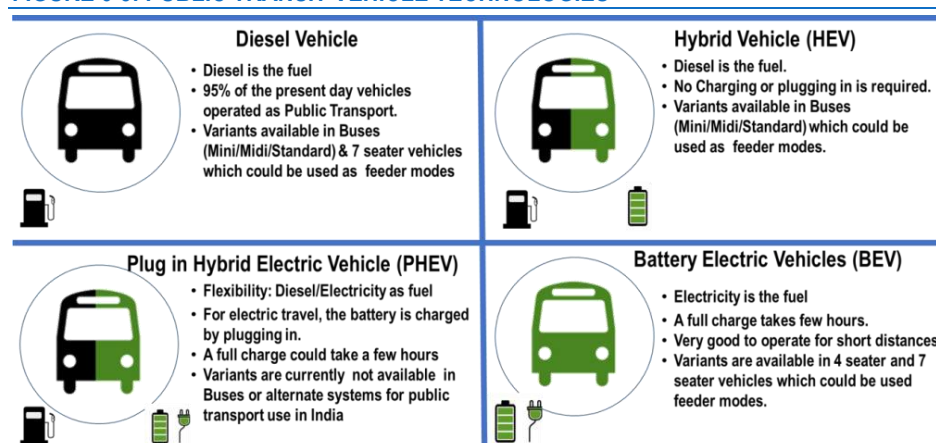 Diesel Vehicle
• Diesel is the fuel
• 95% of the present day vehicles
operated as Public Transport.
• Variants available in Buses
(Mini/Midi/Standard) & 7 seater vehicles
which could be used as feeder modes
Hybrid Vehicle (HEV)
• Diesel is the fuel.
• No Charging or plugging in is required.
• Variants available in Buses
(Mini/Midi/Standard) which could be
used as feeder modes.
Plug in Hybrid Electric Vehicle (PHEV)
• Flexibility: Diesel/Electricity as fuel
• For electric travel, the battery is charged
by plugging in.
• A full charge could take a few hours
• Variants are currently not available in
Buses or alternate systems for public
transport use in India
Battery Electric Vehicles (BEV)
• Electricity is the fuel
• A full charge takes few hours.
• Very good to operate for short distances
• Variants are available in 4 seater and 7
seater vehicles which could be used
feeder modes.